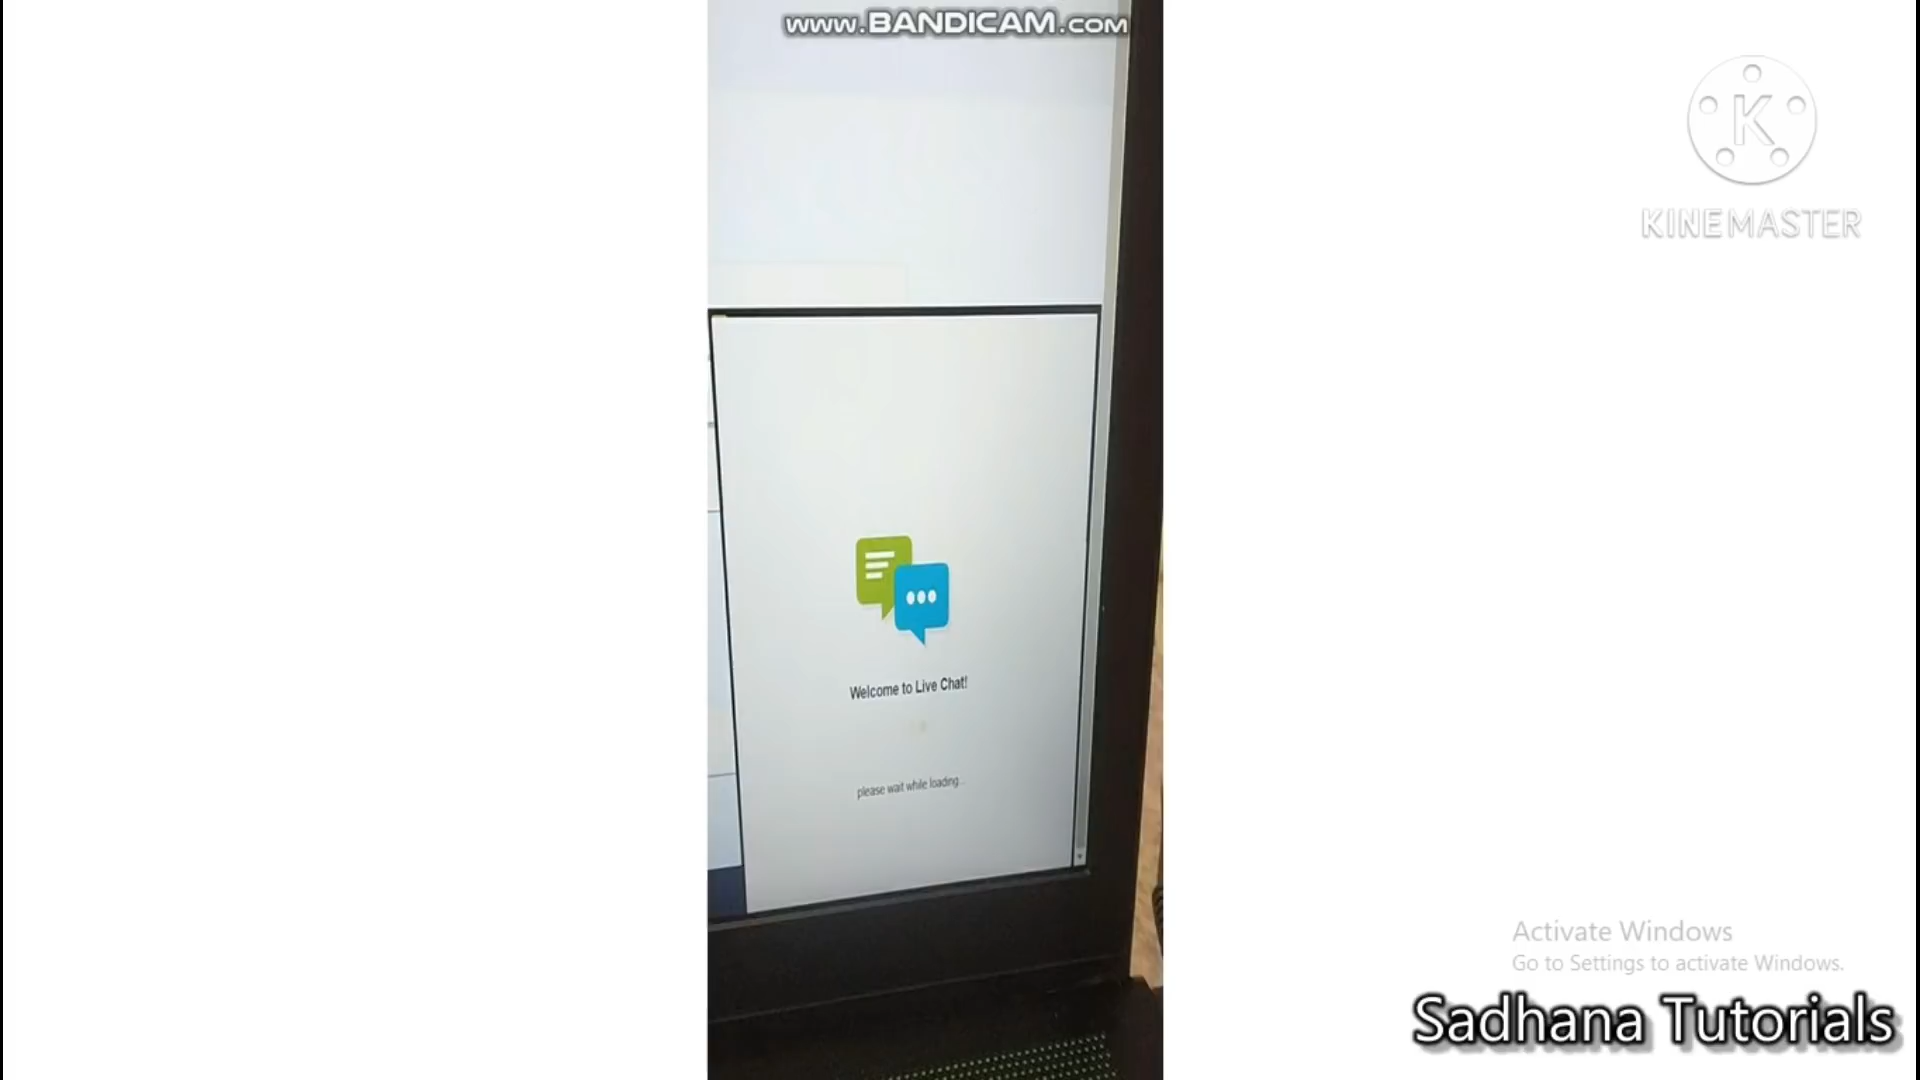 www.BANDICAM.com
K
KINEMASTER
Welcome to Live Chat!
please wait while loading...
Activate Windows
Go to Settings to activate Windows.
Sadhana Tutorials